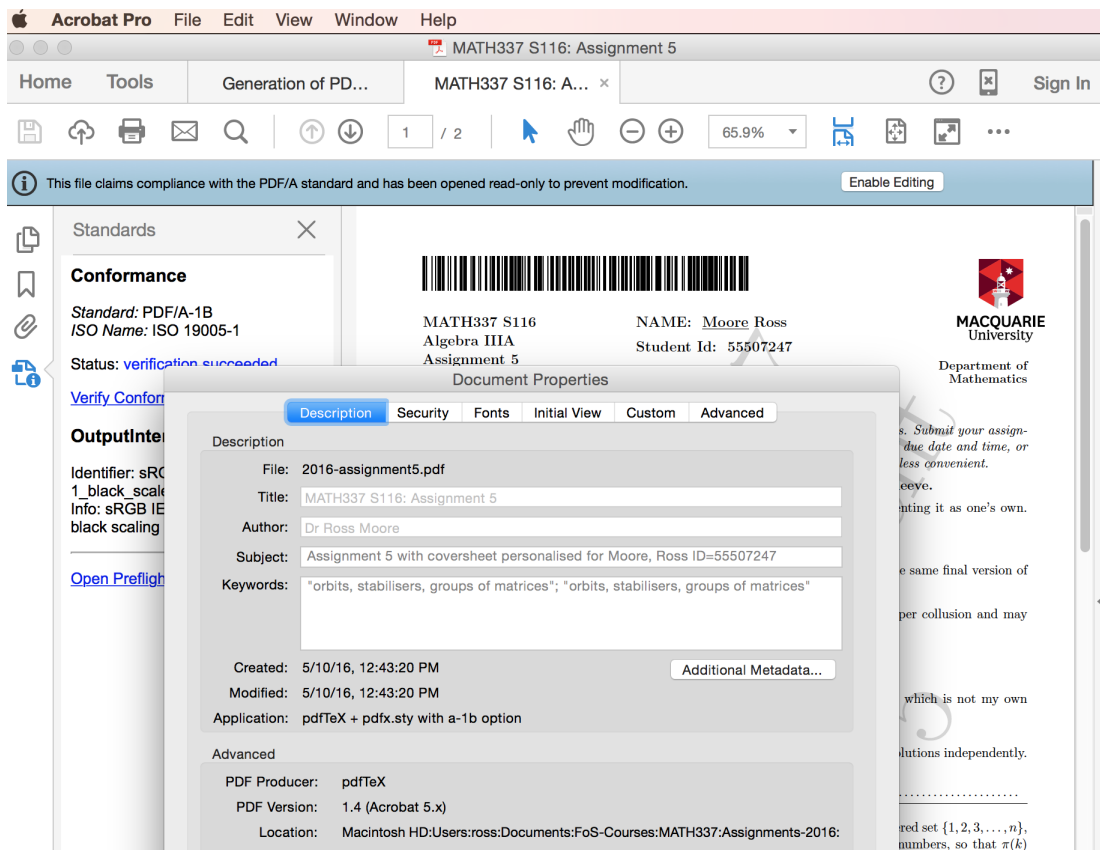 Acrobat Pro File Edit View Window Help
MATH337 S116: Assignment 5
Home Tools Generation of PD... MATH337 S116: A... × ? Sign In
1 / 2 65.9%
This file claims compliance with the PDF/A standard and has been opened read-only to prevent modification. Enable Editing
Standards
Conformance
Standard: PDF/A-1B
ISO Name: ISO 19005-1
Status: verification succeeded
Verify Confor
OutputInte
Identifier: sRG
1_black_scale
Info: sRGB IE
black scaling
Open Prefligh
MATH337 S116
Algebra IIIA
Assignment 5
NAME: Moore Ross
Student Id: 55507247
MACQUARIE
University
Department of
Mathematics
s. Submit your assign-
due date and time, or
less convenient.
eeve.
enting it as one's own.
e same final version of
per collusion and may
which is not my own
olutions independently.
ered set {1, 2, 3, . . . , n},
numbers, so that π(k)
Document Properties
Description Security Fonts Initial View Custom Advanced
Description
File: 2016-assignment5.pdf
Title: MATH337 S116: Assignment 5
Author: Dr Ross Moore
Subject: Assignment 5 with coversheet personalised for Moore, Ross ID=55507247
Keywords: "orbits, stabilisers, groups of matrices"; "orbits, stabilisers, groups of matrices"
Created: 5/10/16, 12:43:20 PM
Modified: 5/10/16, 12:43:20 PM
Additional Metadata...
Application: pdfTeX + pdfx.sty with a-1b option
Advanced
PDF Producer: pdfTeX
PDF Version: 1.4 (Acrobat 5.x)
Location: Macintosh HD:Users:ross:Documents:FoS-Courses:MATH337:Assignments-2016: